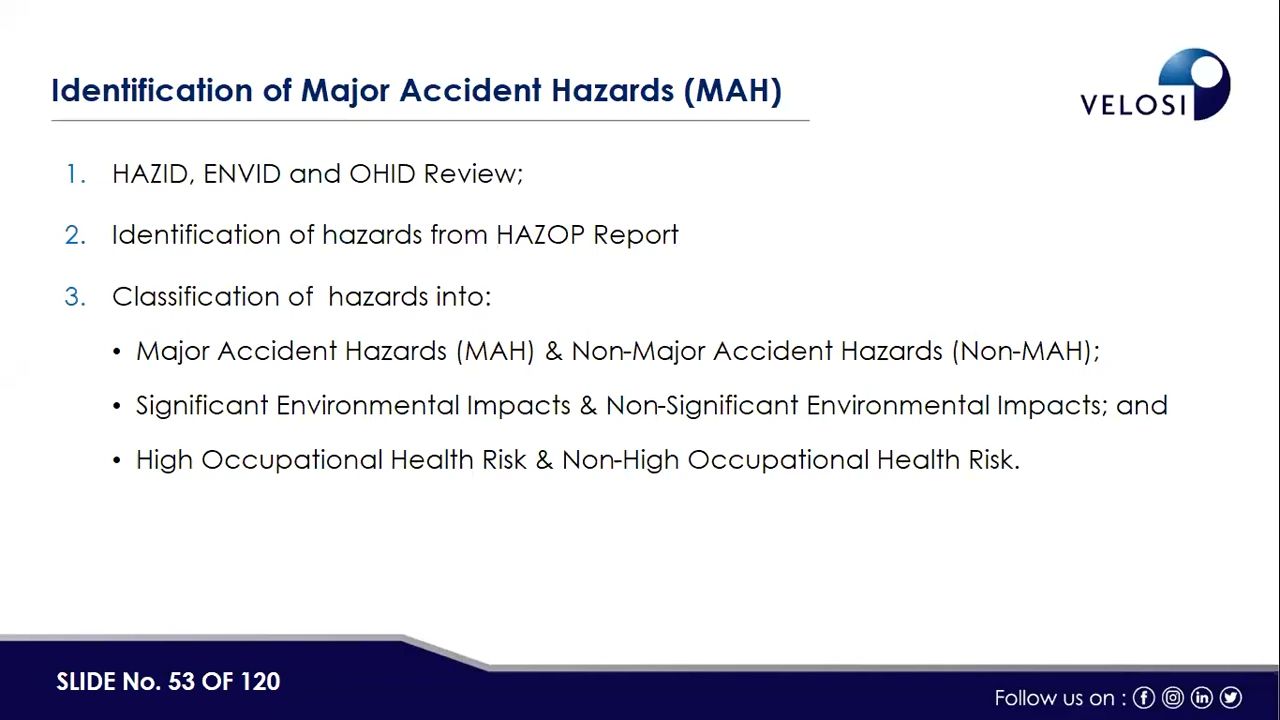 Identification of Major Accident Hazards (MAH)
VELOSI
1. HAZID, ENVID and OHID Review;
2. Identification of hazards from HAZOP Report
3. Classification of hazards into:
• Major Accident Hazards (MAH) & Non-Major Accident Hazards (Non-MAH);
• Significant Environmental Impacts & Non-Significant Environmental Impacts; and
• High Occupational Health Risk & Non-High Occupational Health Risk.
SLIDE No. 53 OF 120
Follow us on :